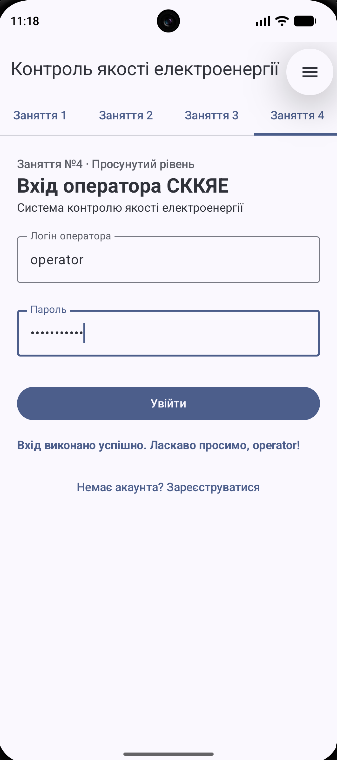 11:18
Контроль якості електроенергії
Заняття 1
Заняття 2
Заняття 3
Заняття 4
Заняття №4 · Просунутий рівень
Вхід оператора СККЯЕ
Система контролю якості електроенергії
Логін оператора
operator
Пароль
•••••••••••
Увійти
Вхід виконано успішно. Ласкаво просимо, operator!
Немає акаунта? Зареєструватися